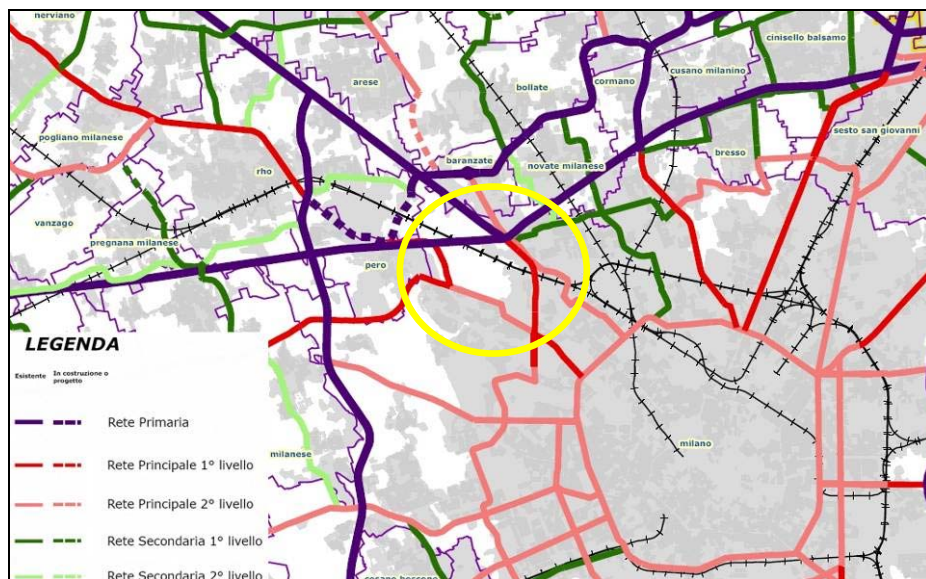 nerviano
cinisello balsamo
arese
bollate
cormano
cusano milanino
pogliano milanese
sesto san giovanni
baranzate
novate milanese
bresso
rho
vanzago
pregnana milanese
pero
LEGENDA
Esistente In costruzione o
progetto
Rete Primaria
milano
milanese
Rete Principale 1° livello
Rete Principale 2° livello
Rete Secondaria 1° livello
Rete Secondaria 2° livello